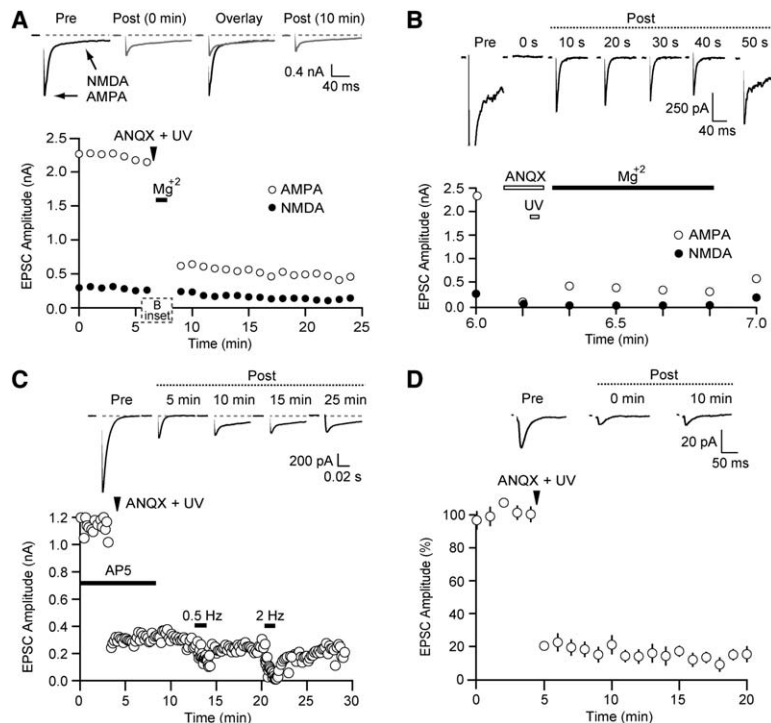 A
Pre
Post (0 min)
Overlay
Post (10 min)
NMDA
AMPA
0.4 nA
40 ms
ANQX + UV
Mg+2
AMPA
NMDA
EPSC Amplitude (nA)
2.5
2.0
1.5
1.0
0.5
0.0
B
inset
0
5
10
15
20
25
Time (min)
B
Post
Pre
0 s
10 s
20 s
30 s
40 s
50 s
250 pA
40 ms
ANQX
Mg+2
UV
AMPA
NMDA
EPSC Amplitude (nA)
2.5
2.0
1.5
1.0
0.5
0.0
6.0
6.5
7.0
Time (min)
C
Post
Pre
5 min
10 min
15 min
25 min
200 pA
0.02 s
ANQX + UV
AP5
0.5 Hz
2 Hz
EPSC Amplitude (nA)
1.2
1.0
0.8
0.6
0.4
0.2
0
0
5
10
15
20
25
30
Time (min)
D
Post
Pre
0 min
10 min
20 pA
50 ms
ANQX + UV
EPSC Amplitude (%)
100
80
60
40
20
0
0
5
10
15
20
Time (min)